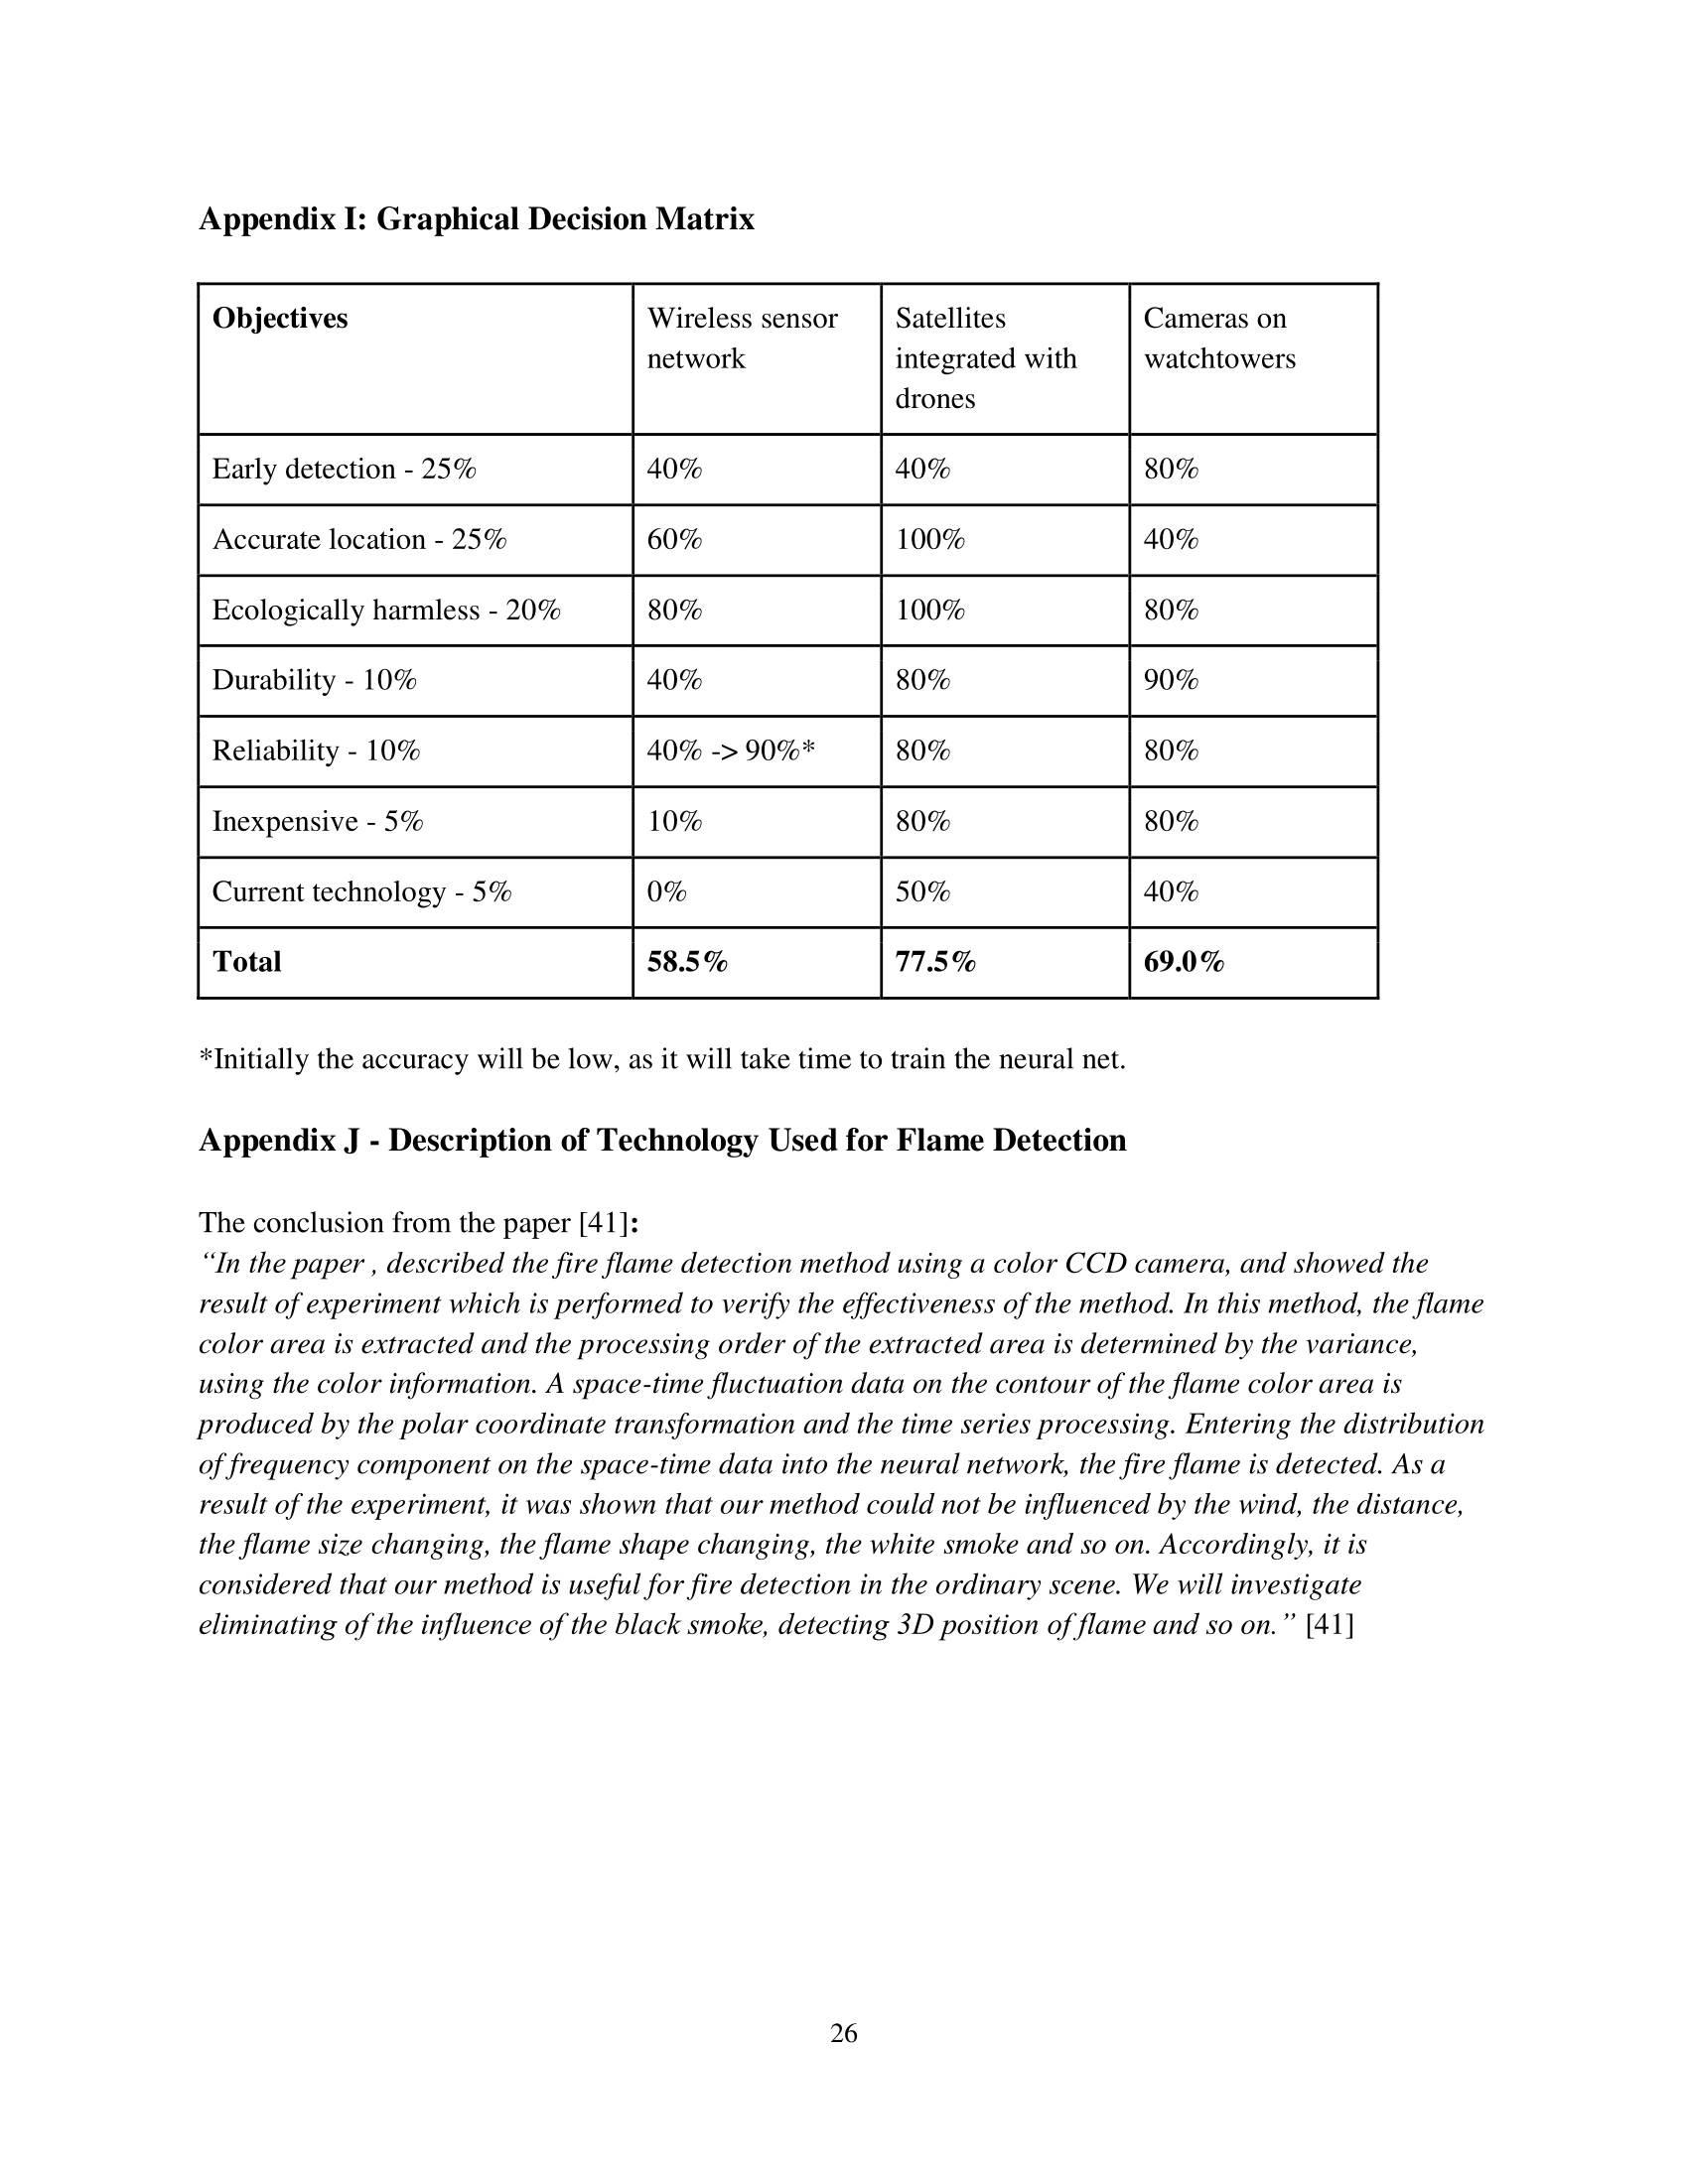 Appendix I: Graphical Decision Matrix
Objectives
Wireless sensor
network
Satellites
integrated with
drones
Cameras on
watchtowers
Early detection - 25%
40%
40%
80%
Accurate location - 25%
60%
100%
40%
Ecologically harmless - 20%
80%
100%
80%
Durability - 10%
40%
80%
90%
Reliability - 10%
40% -> 90%*
80%
80%
Inexpensive - 5%
10%
80%
80%
Current technology - 5%
0%
50%
40%
Total
58.5%
77.5%
69.0%
*Initially the accuracy will be low, as it will take time to train the neural net.
Appendix J - Description of Technology Used for Flame Detection
The conclusion from the paper [41]:
“In the paper , described the fire flame detection method using a color CCD camera, and showed the
result of experiment which is performed to verify the effectiveness of the method. In this method, the flame
color area is extracted and the processing order of the extracted area is determined by the variance,
using the color information. A space-time fluctuation data on the contour of the flame color area is
produced by the polar coordinate transformation and the time series processing. Entering the distribution
of frequency component on the space-time data into the neural network, the fire flame is detected. As a
result of the experiment, it was shown that our method could not be influenced by the wind, the distance,
the flame size changing, the flame shape changing, the white smoke and so on. Accordingly, it is
considered that our method is useful for fire detection in the ordinary scene. We will investigate
eliminating of the influence of the black smoke, detecting 3D position of flame and so on.” [41]
26